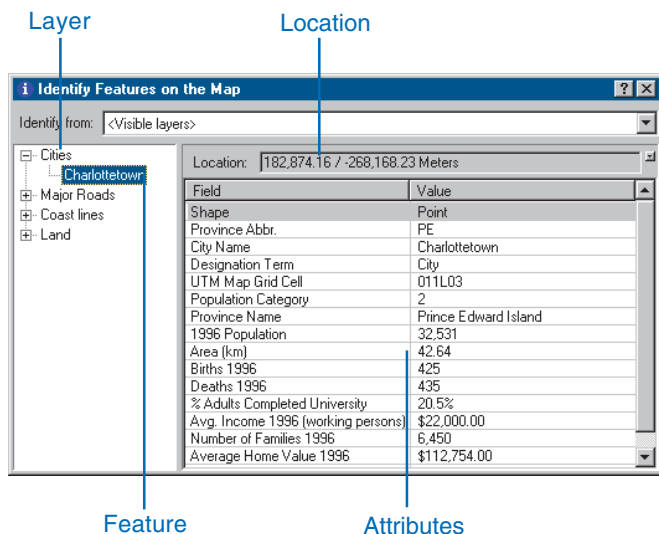 Layer
Location
Identify Features on the Map
Identify from: <Visible layers>
Cities
Charlottetown
Major Roads
Coast lines
Land
Location: 182,874.16 / -268,168.23 Meters
Field Value
Shape Point
Province Abbr. PE
City Name Charlottetown
Designation Term City
UTM Map Grid Cell 011L03
Population Category 2
Province Name Prince Edward Island
1996 Population 32,531
Area (km) 42.64
Births 1996 425
Deaths 1996 435
% Adults Completed University 20.5%
Avg. Income 1996 (working persons) $22,000.00
Number of Families 1996 6,450
Average Home Value 1996 $112,754.00
Feature
Attributes